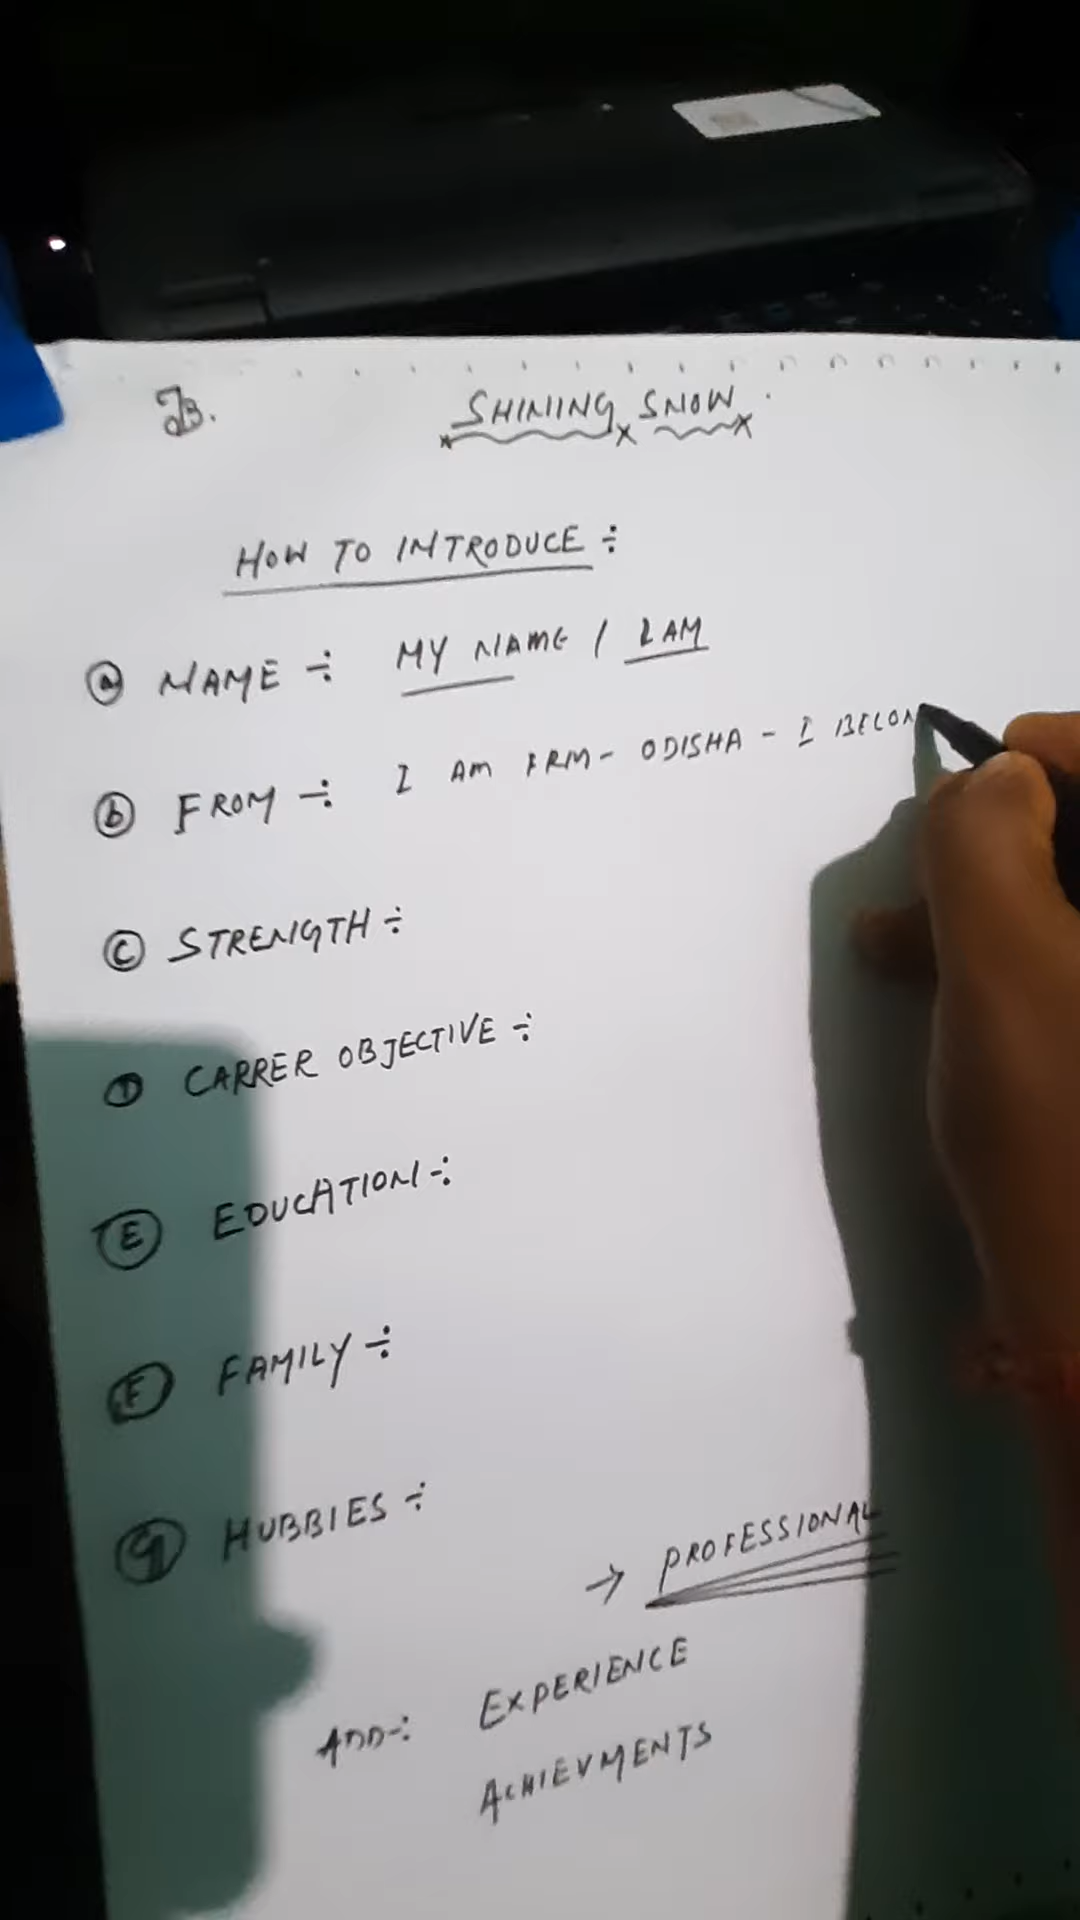 SHINING SNOW.
HOW TO INTRODUCE ÷
a NAME ÷ MY NAME / I AM
b FROM ÷ I AM FRM - ODISHA - I BELON
C STRENGTH ÷
D CARRER OBJECTIVE ÷
E EDUCATION ÷
F FAMILY ÷
g HUBBIES ÷
→ PROFESSIONAL
ADD ÷ EXPERIENCE
ACHIEVMENTS